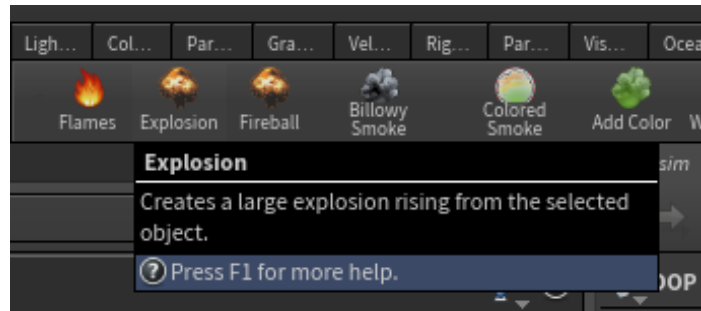 Ligh... Col... Par... Gra... Vel... Rig... Par... Vis... Ocea
Flames Explosion Fireball Billowy Smoke Colored Smoke Add Color W
Explosion
sim
Creates a large explosion rising from the selected
object.
Press F1 for more help.
OOP